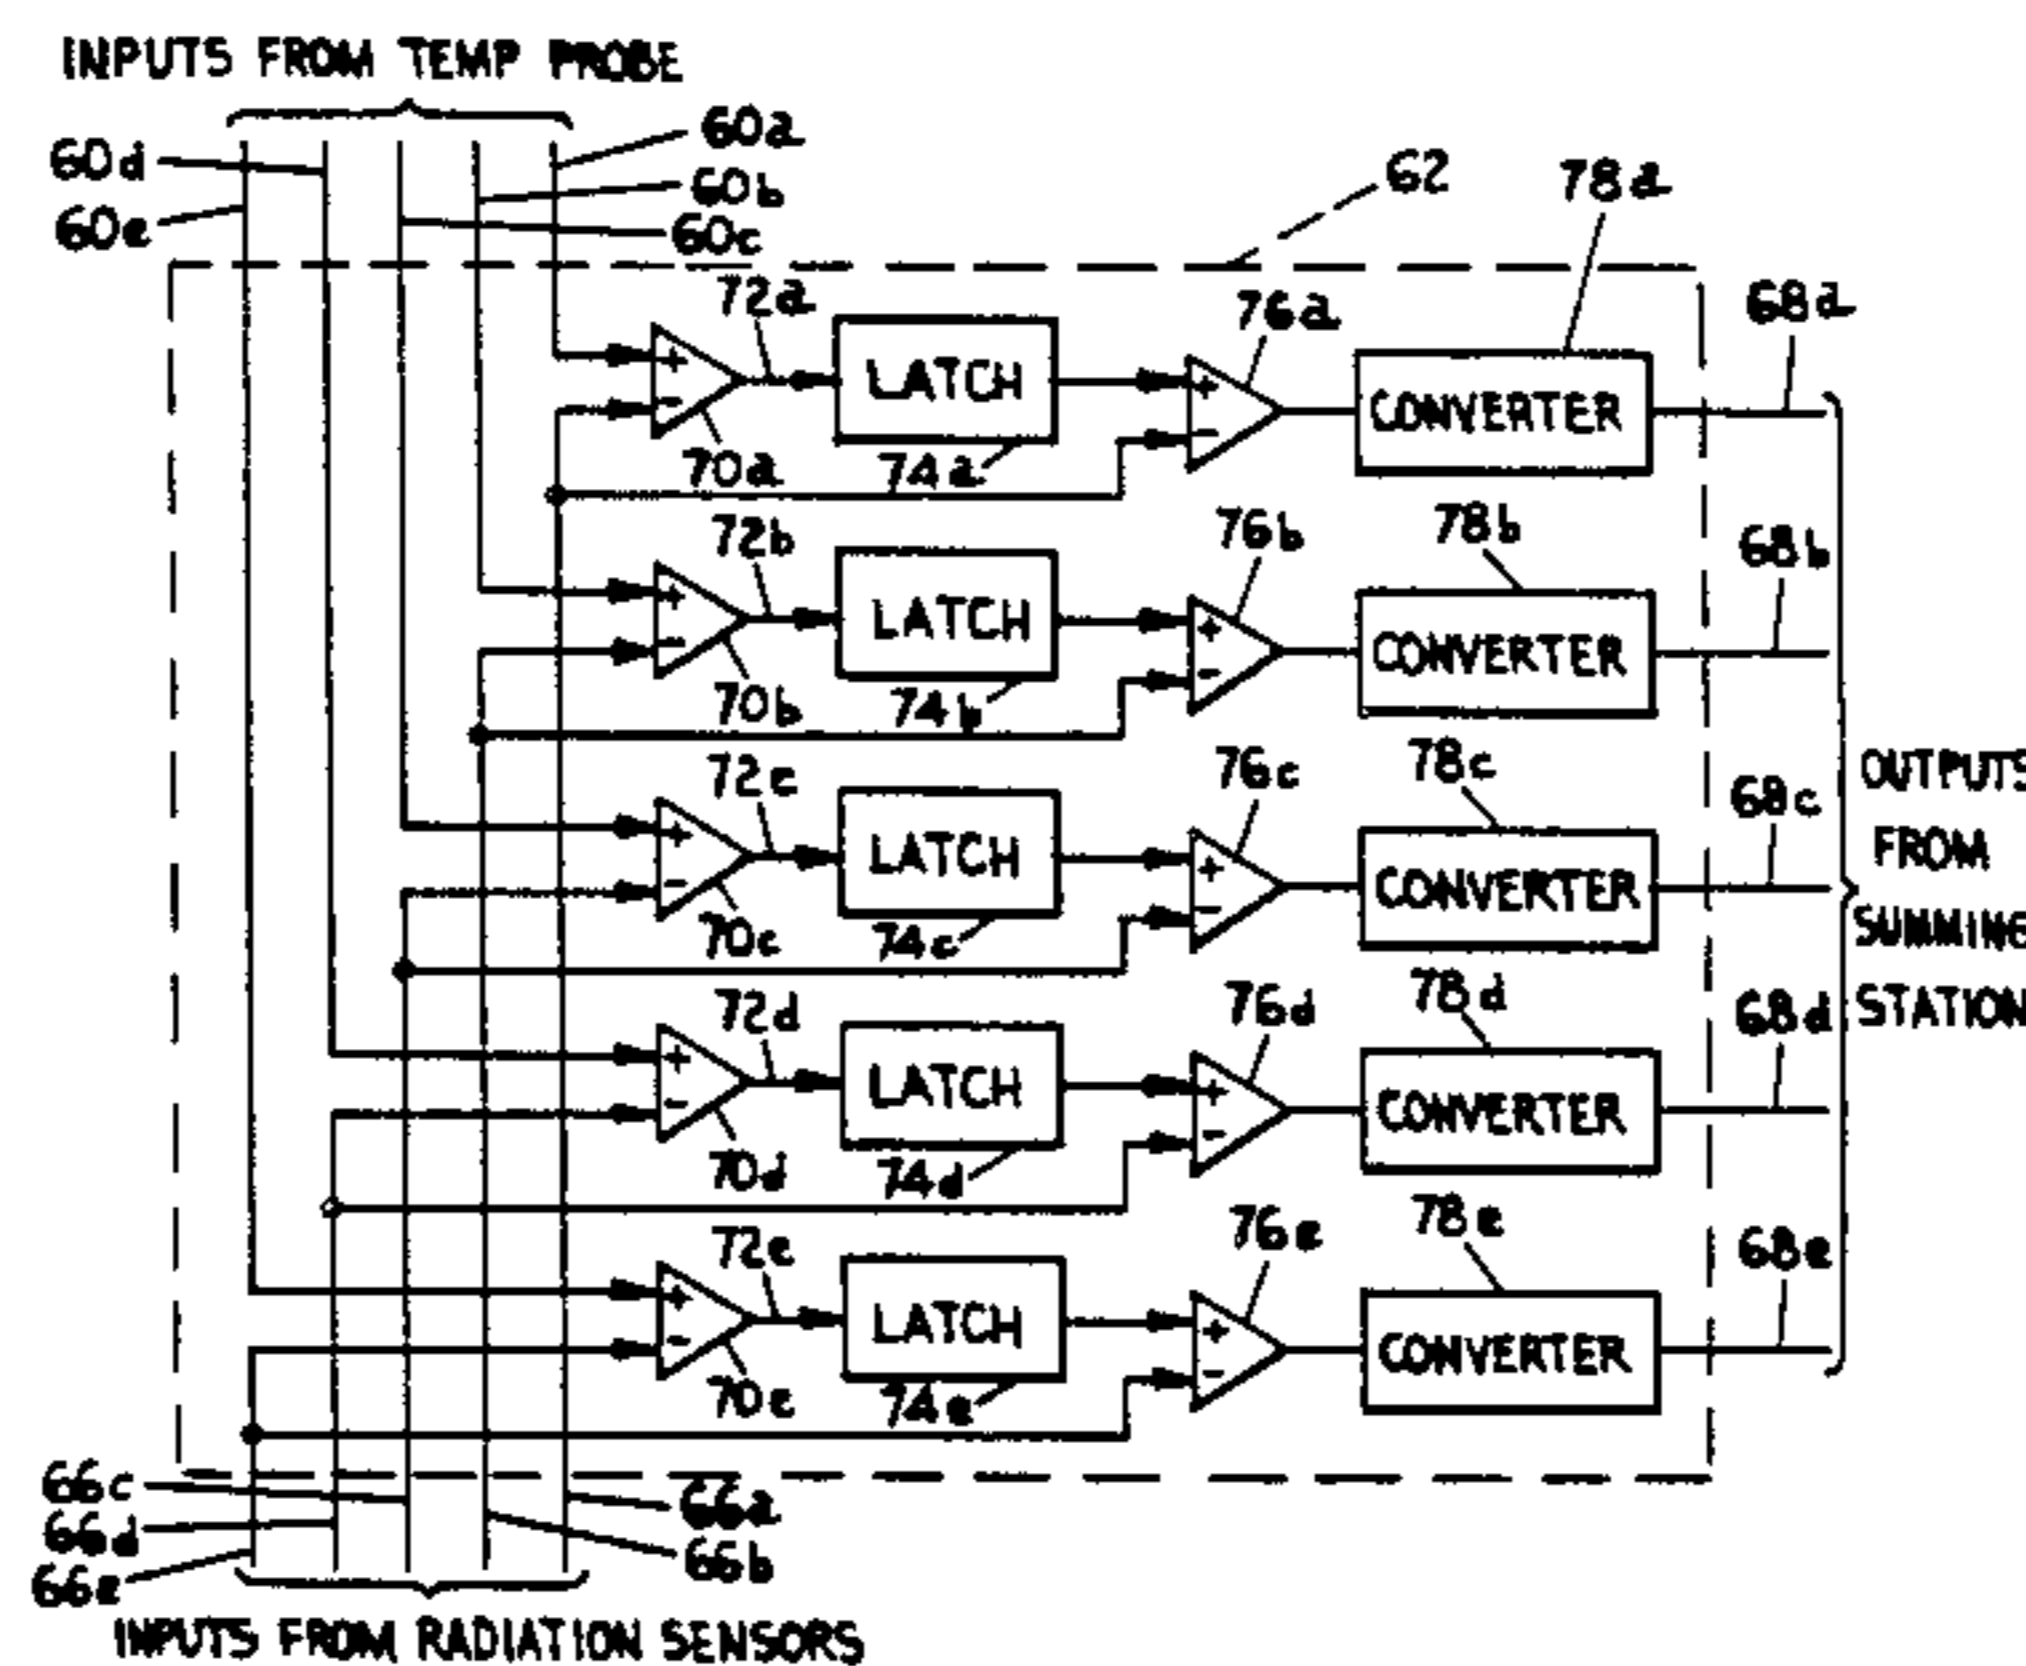 INPUTS FROM TEMP PROBE
60d
60e
60a
60b
60c
62
78a
72a
76a
68a
LATCH
CONVERTER
70a
74a
72b
76b
78b
68b
LATCH
CONVERTER
70b
74b
72c
76c
78c
68c
LATCH
CONVERTER
70c
74c
OUTPUTS
FROM
SUMMING
STATION
72d
76d
78d
68d
LATCH
CONVERTER
70d
74d
72e
76e
78e
68e
LATCH
CONVERTER
70e
74e
66c
66d
66e
66a
66b
INPUTS FROM RADIATION SENSORS